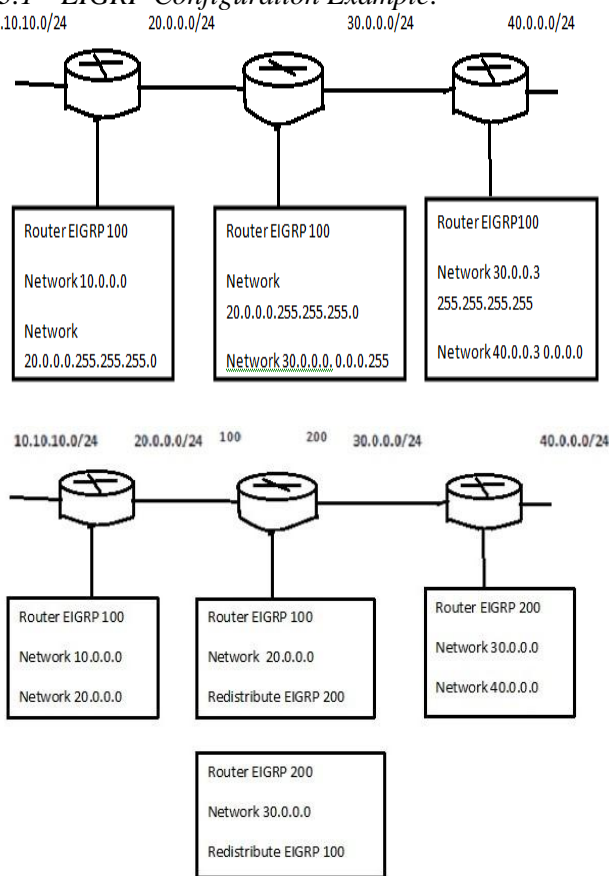 5.1 EIGRP Configuration Example:
.10.10.0/24 20.0.0.0/24 30.0.0.0/24 40.0.0.0/24
Router EIGRP 100
Network 10.0.0.0
Network
20.0.0.0.255.255.255.0
Router EIGRP 100
Network
20.0.0.0.255.255.255.0
Network 30.0.0.0. 0.0.0.255
Router EIGRP100
Network 30.0.0.3
255.255.255.255
Network 40.0.0.3 0.0.0.0
10.10.10.0/24 20.0.0.0/24 100 200 30.0.0.0/24 40.0.0.0/24
Router EIGRP 100
Network 10.0.0.0
Network 20.0.0.0
Router EIGRP 100
Network 20.0.0.0
Redistribute EIGRP 200
Router EIGRP 200
Network 30.0.0.0
Network 40.0.0.0
Router EIGRP 200
Network 30.0.0.0
Redistribute EIGRP 100